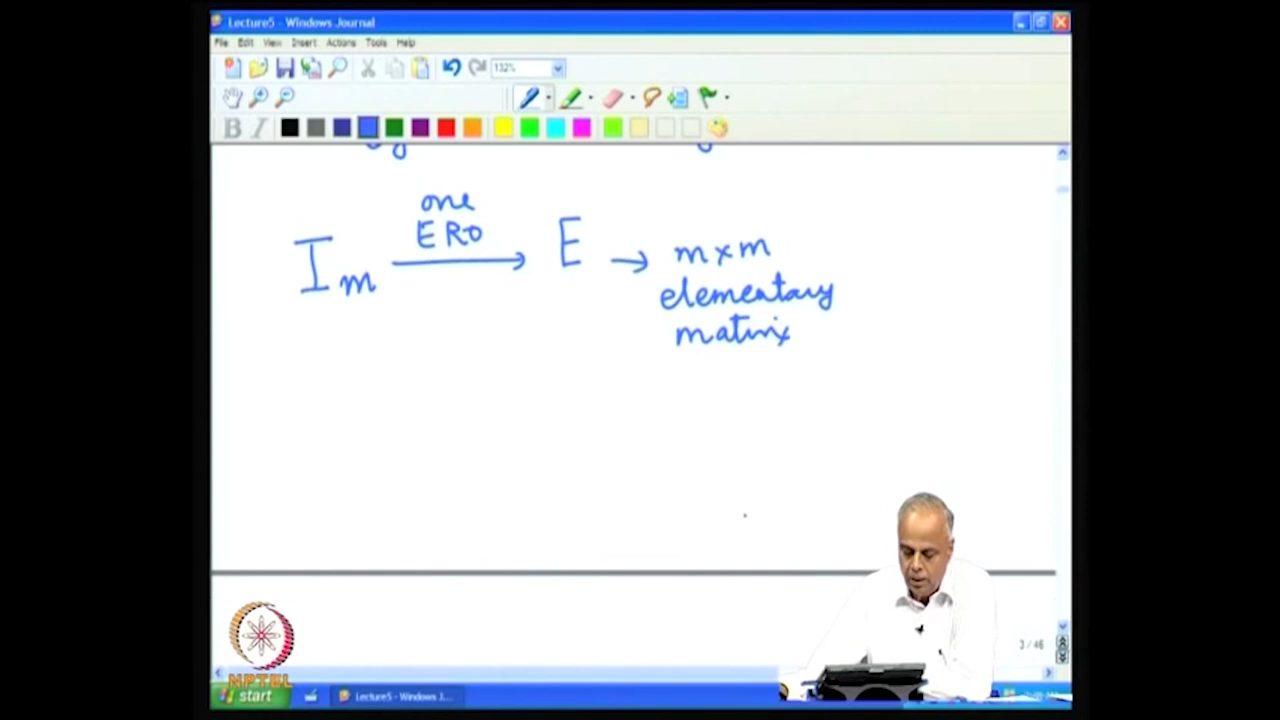 Lecture5 - Windows Journal
File Edit View Insert Actions Tools Help
132%
B I
one
ERO
I m E → m x m
elementary
matrix
3 / 46
NPTEL
start Lecture5 - Windows J...